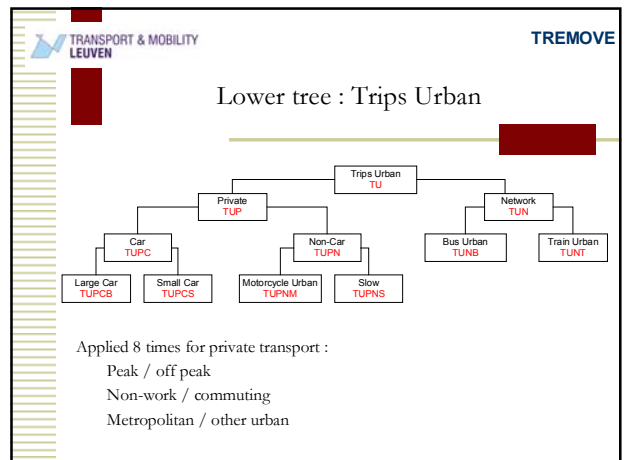 TRANSPORT & MOBILITY
LEUVEN
TREMOVE
Lower tree : Trips Urban
Trips Urban
TU
Private
TUP
Network
TUN
Car
TUPC
Non-Car
TUPN
Bus Urban
TUNB
Train Urban
TUNT
Large Car
TUPCB
Small Car
TUPCS
Motorcycle Urban
TUPNM
Slow
TUPNS
Applied 8 times for private transport :
Peak / off peak
Non-work / commuting
Metropolitan / other urban